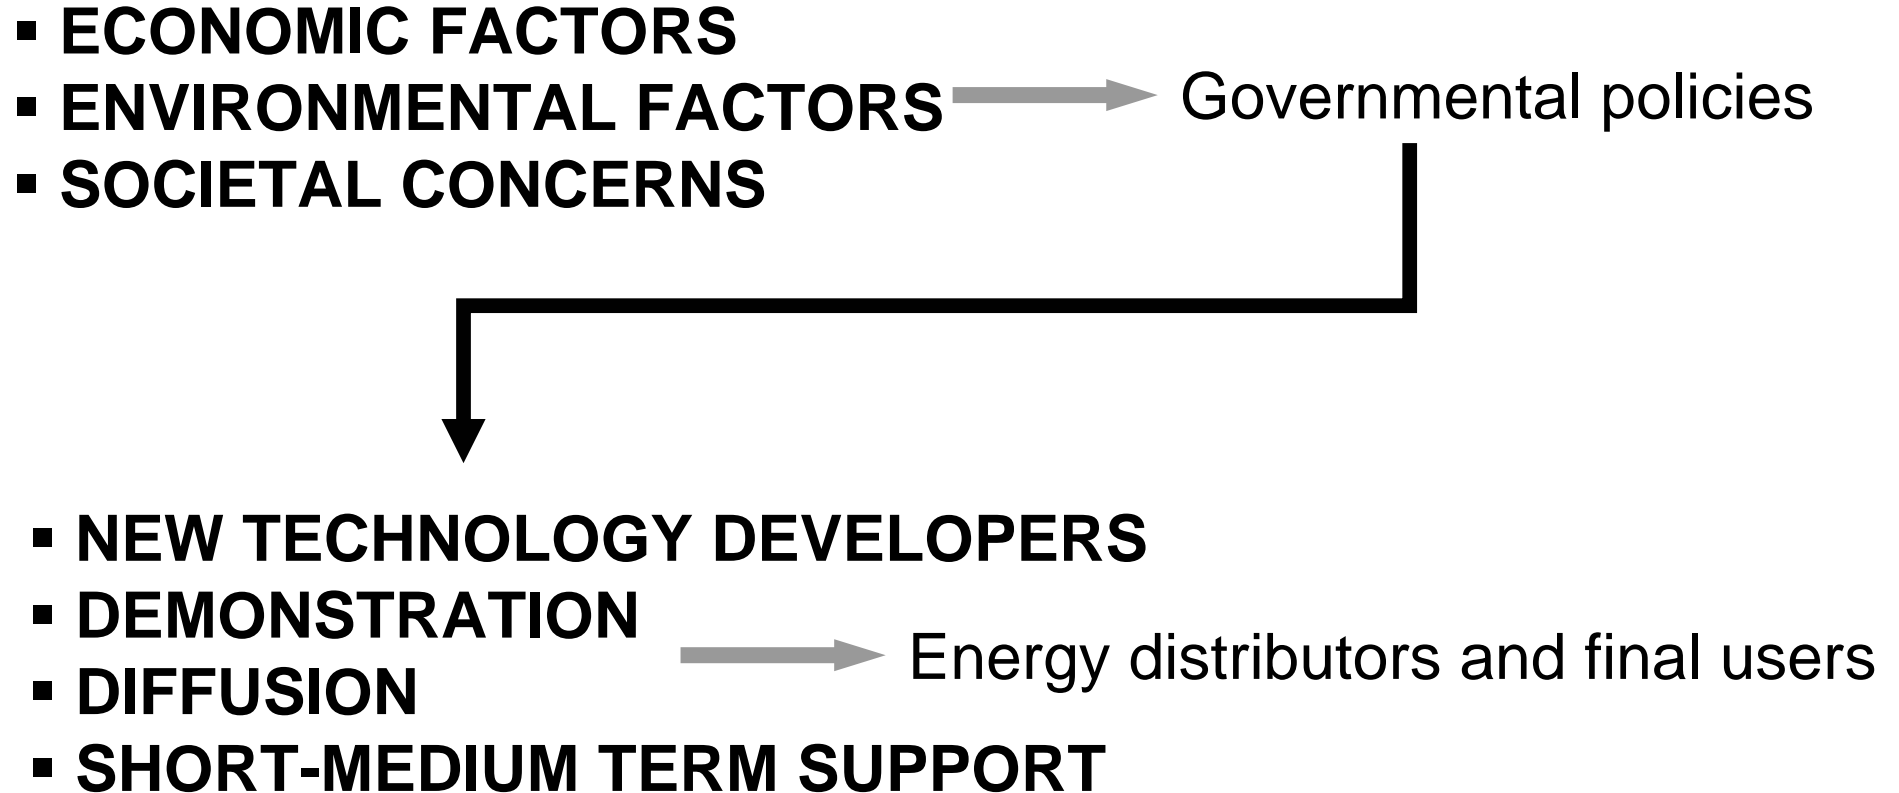 ▪ ECONOMIC FACTORS
▪ ENVIRONMENTAL FACTORS
Governmental policies
▪ SOCIETAL CONCERNS
▪ NEW TECHNOLOGY DEVELOPERS
▪ DEMONSTRATION
Energy distributors and final users
▪ DIFFUSION
▪ SHORT-MEDIUM TERM SUPPORT